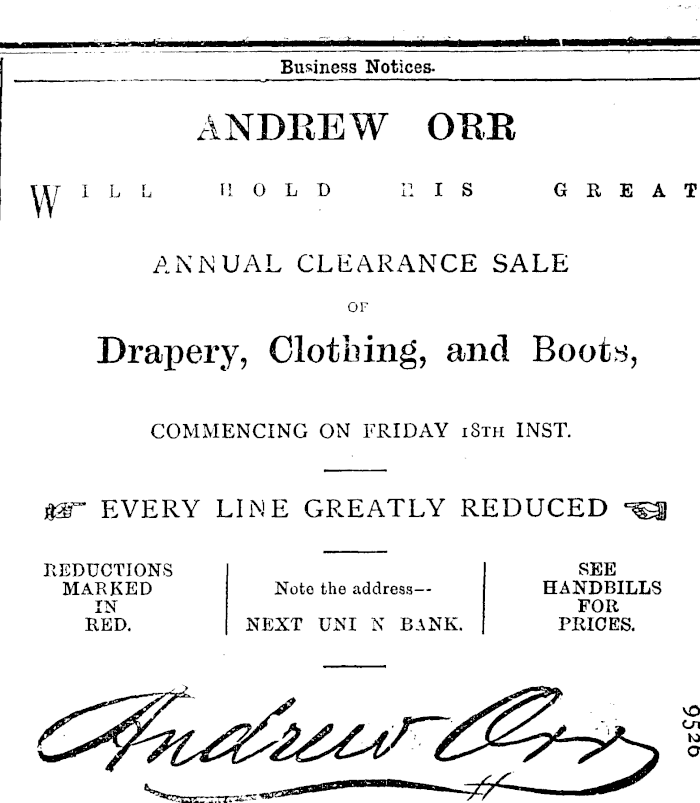 Business Notices.
ANDREW ORR
WILL HOLD HIS GREAT
ANNUAL CLEARANCE SALE
OF
Drapery, Clothing, and Boots,
COMMENCING ON FRIDAY 18TH INST.
EVERY LINE GREATLY REDUCED
REDUCTIONS
MARKED
IN
RED.
Note the address--
NEXT UNI N BANK.
SEE
HANDBILLS
FOR
PRICES.
Andrew Orr
9526